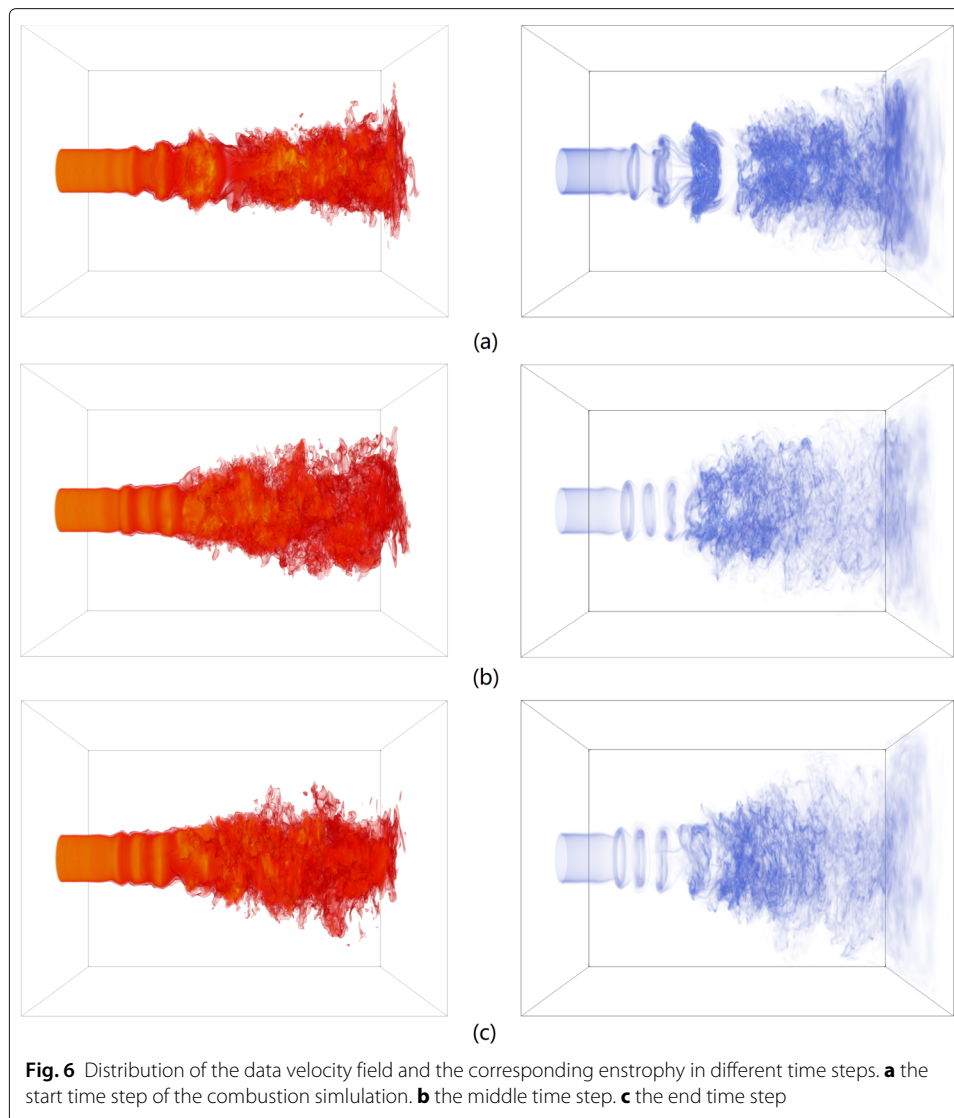 (a)
(b)
(c)
Fig. 6 Distribution of the data velocity field and the corresponding enstrophy in different time steps. a the
start time step of the combustion simlulation. b the middle time step. c the end time step